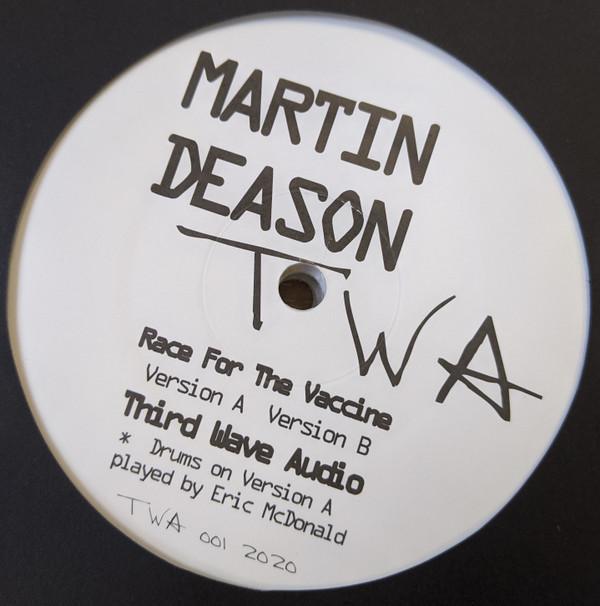 MARTIN
DEASON
TWA
Race For The Vaccine
Version A Version B
Third Wave Audio
* Drums on Version A
played by Eric McDonald
TWA 001 2020